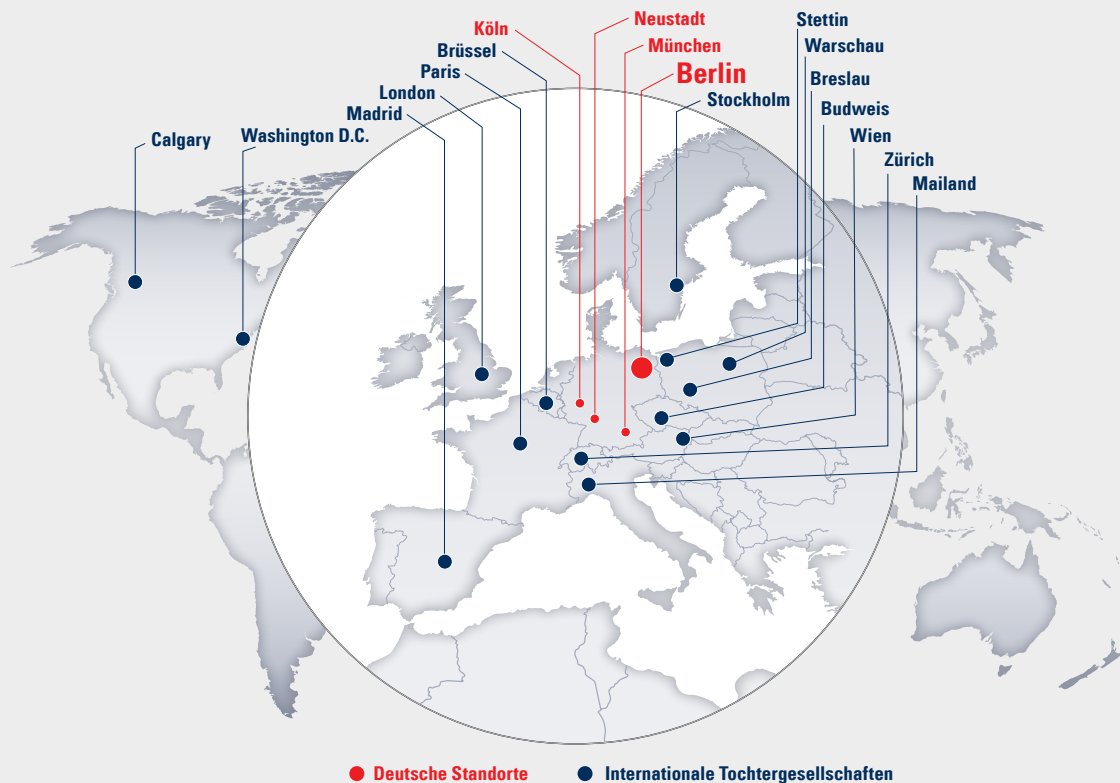 Stettin
Neustadt
Köln
Warschau
München
Brüssel
Berlin
Paris
Breslau
London
Stockholm
Madrid
Budweis
Calgary
Washington D.C.
Wien
Zürich
Mailand
Deutsche Standorte
Internationale Tochtergesellschaften